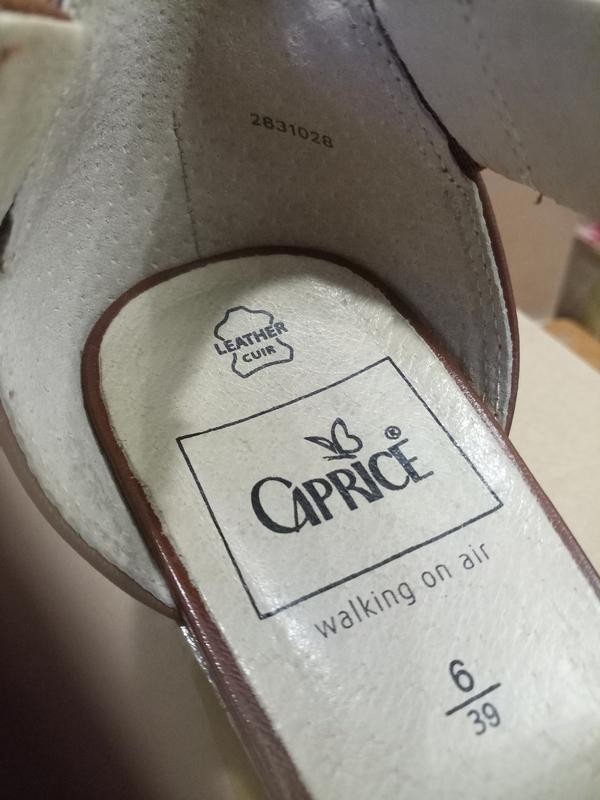 2831028
LEATHER
CUIR
CAPRICE®
walking on air
6
39